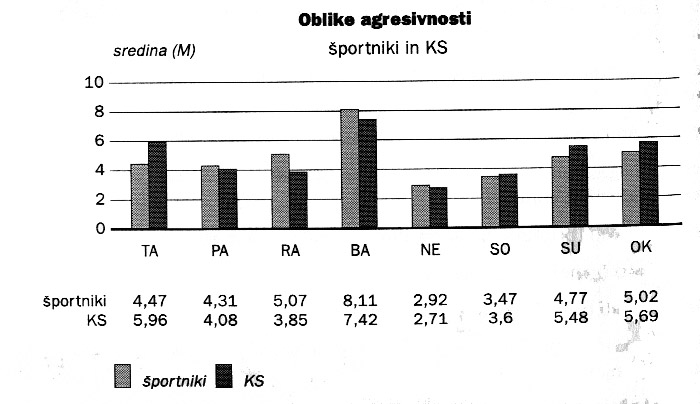 Oblike agresivnosti
sredina (M) športniki in KS
10
8
6
4
2
0
TA PA RA BA NE SO SU OK
športniki 4,47 4,31 5,07 8,11 2,92 3,47 4,77 5,02
KS 5,96 4,08 3,85 7,42 2,71 3,6 5,48 5,69
športniki KS